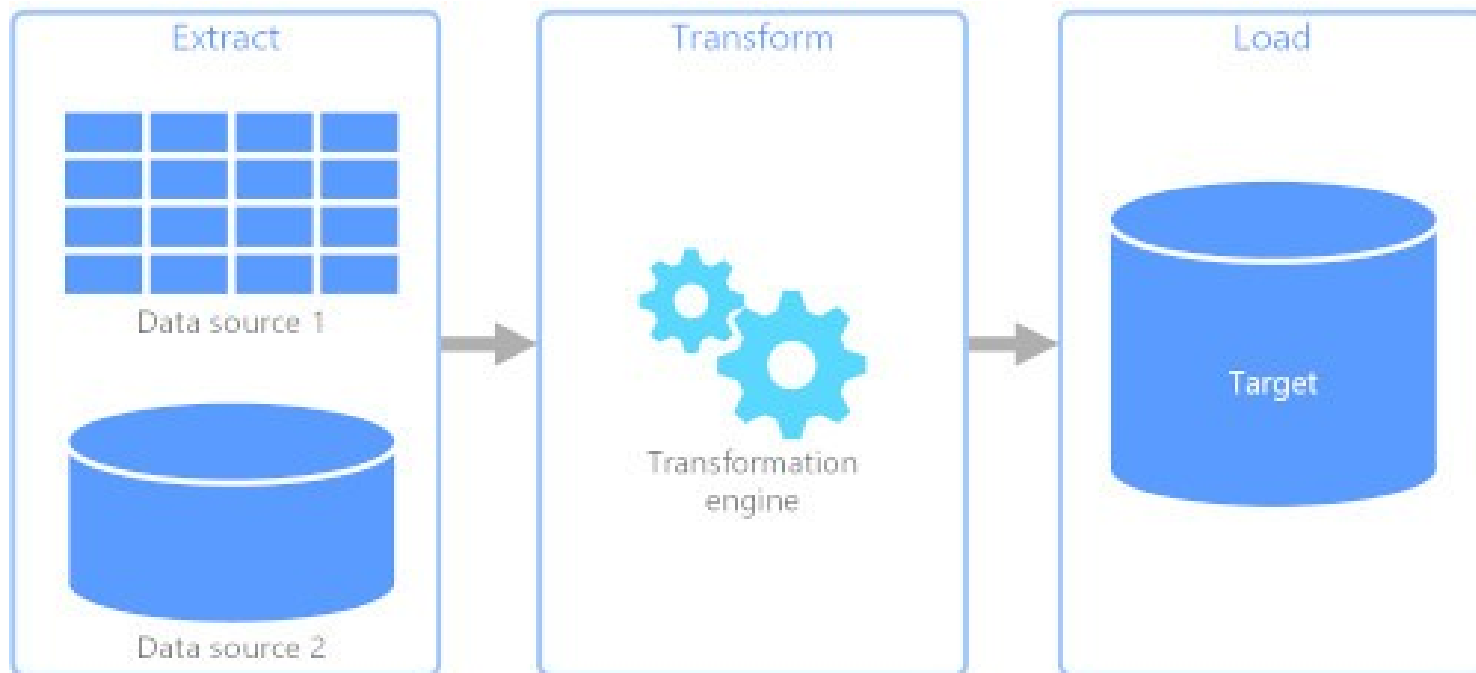 Extract
Data source 1
Data source 2
Transform
Transformation
engine
Load
Target